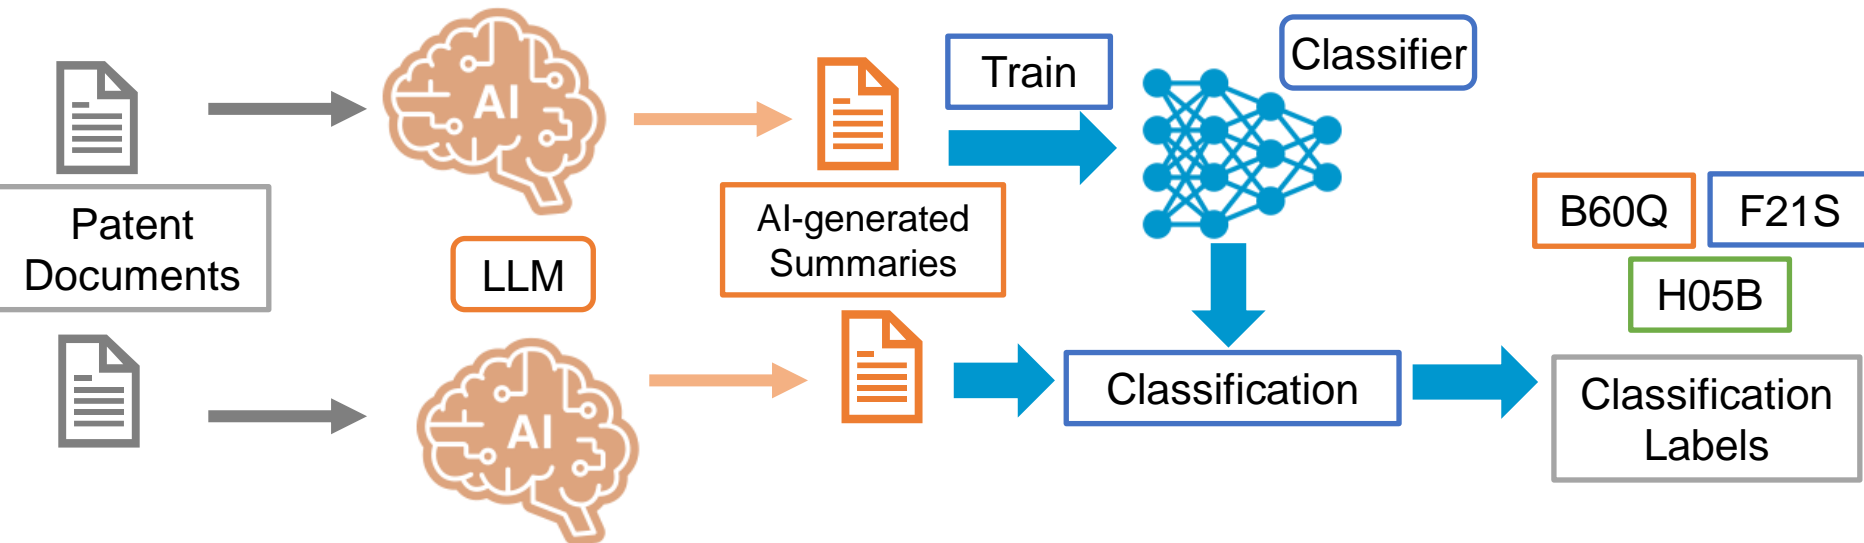 Patent
Documents
AI
AI
LLM
AI-generated
Summaries
Train
Classifier
Classification
B60Q
F21S
H05B
Classification
Labels